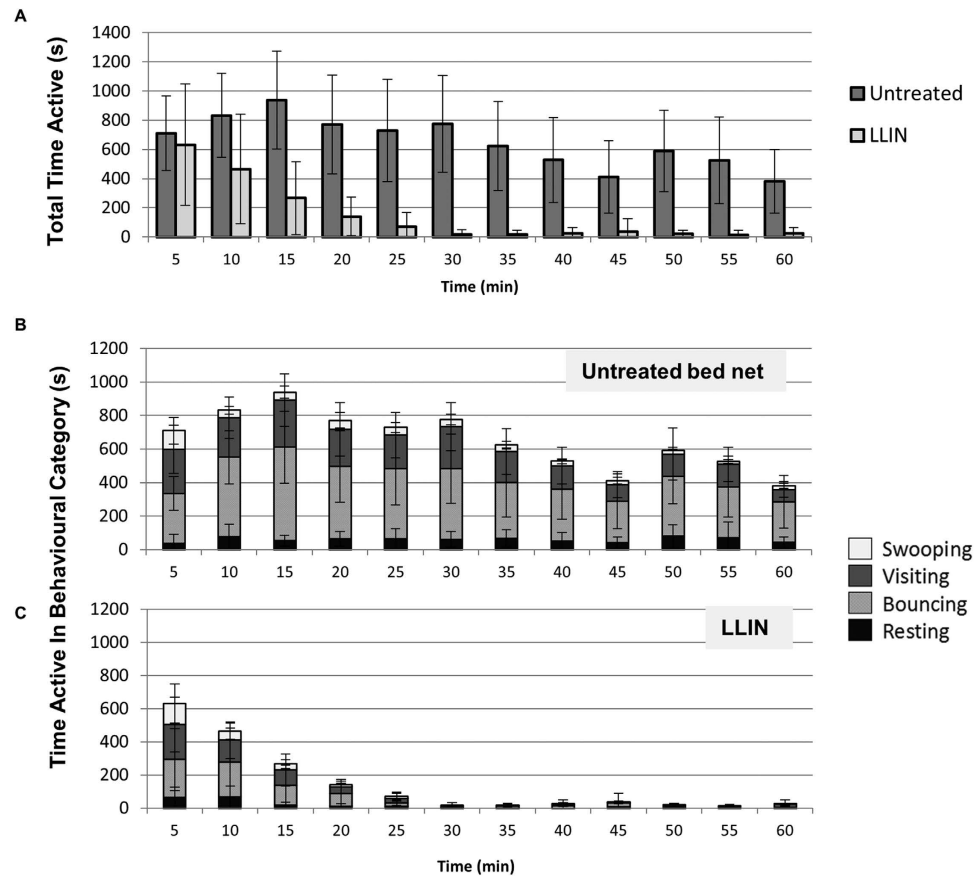 A
Total Time Active (s)
1400
1200
1000
800
600
400
200
0
5 10 15 20 25 30 35 40 45 50 55 60
Time (min)
Untreated
LLIN
B
Time Active In Behavioural Category (s)
1200
1000
800
600
400
200
0
Untreated bed net
5 10 15 20 25 30 35 40 45 50 55 60
C
1200
1000
800
600
400
200
0
LLIN
5 10 15 20 25 30 35 40 45 50 55 60
Time (min)
Swooping
Visiting
Bouncing
Resting